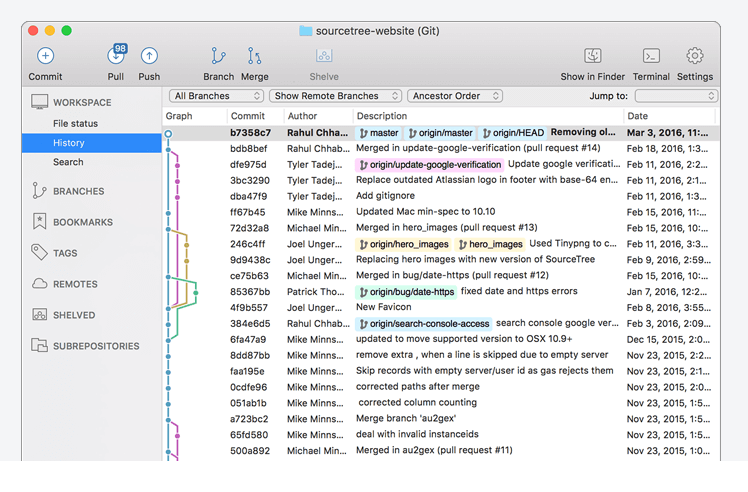 sourcetree-website (Git)
98
Commit Pull Push Branch Merge Shelve Show in Finder Terminal Settings
All Branches Show Remote Branches Ancestor Order Jump to:
WORKSPACE
File status
History
Search
BRANCHES
BOOKMARKS
TAGS
REMOTES
SHELVED
SUBREPOSITORIES
Graph Commit Author Description Date
b7358c7 Rahul Chhab... master origin/master origin/HEAD Removing ol... Mar 3, 2016, 11:...
bdb8bef Rahul Chhab... Merged in update-google-verification (pull request #14) Feb 18, 2016, 1:3...
dfe975d Tyler Tadej... origin/update-google-verification Update google verificati... Feb 11, 2016, 2:2...
3bc3290 Tyler Tadej... Replace outdated Atlassian logo in footer with base-64 en... Feb 11, 2016, 2:1...
dba47f9 Tyler Tadej... Add gitignore Feb 11, 2016, 1:3...
ff67b45 Mike Minns... Updated Mac min-spec to 10.10 Feb 15, 2016, 11:...
72d32a8 Michael Min... Merged in hero_images (pull request #13) Feb 15, 2016, 10:...
246c4ff Joel Unger... origin/hero_images hero_images Used Tinypng to c... Feb 11, 2016, 3:3...
9d9438c Joel Unger... Replacing hero images with new version of SourceTree Feb 9, 2016, 2:59...
ce75b63 Michael Min... Merged in bug/date-https (pull request #12) Feb 15, 2016, 10:...
85367bb Patrick Tho... origin/bug/date-https fixed date and https errors Jan 7, 2016, 12:2...
4f9b557 Joel Unger... New Favicon Feb 8, 2016, 3:55...
384e6d5 Rahul Chhab... origin/search-console-access search console google ver... Feb 3, 2016, 2:09...
6fa47a9 Mike Minns... updated to move supported version to OSX 10.9+ Dec 15, 2015, 2:0...
8dd87bb Mike Minns... remove extra , when a line is skipped due to empty server Nov 23, 2015, 2:2...
faa195e Mike Minns... Skip records with empty server/user id as gas rejects them Nov 23, 2015, 2:1...
0cdfe96 Mike Minns... corrected paths after merge Nov 23, 2015, 2:0...
051ab1b Mike Minns... corrected column counting Nov 23, 2015, 1:5...
a723bc2 Mike Minns... Merge branch 'au2gex' Nov 23, 2015, 1:5...
65fd580 Mike Minns... deal with invalid instanceids Nov 23, 2015, 1:5...
500a892 Michael Min... Merged in au2gex (pull request #11) Nov 23, 2015, 1:5...